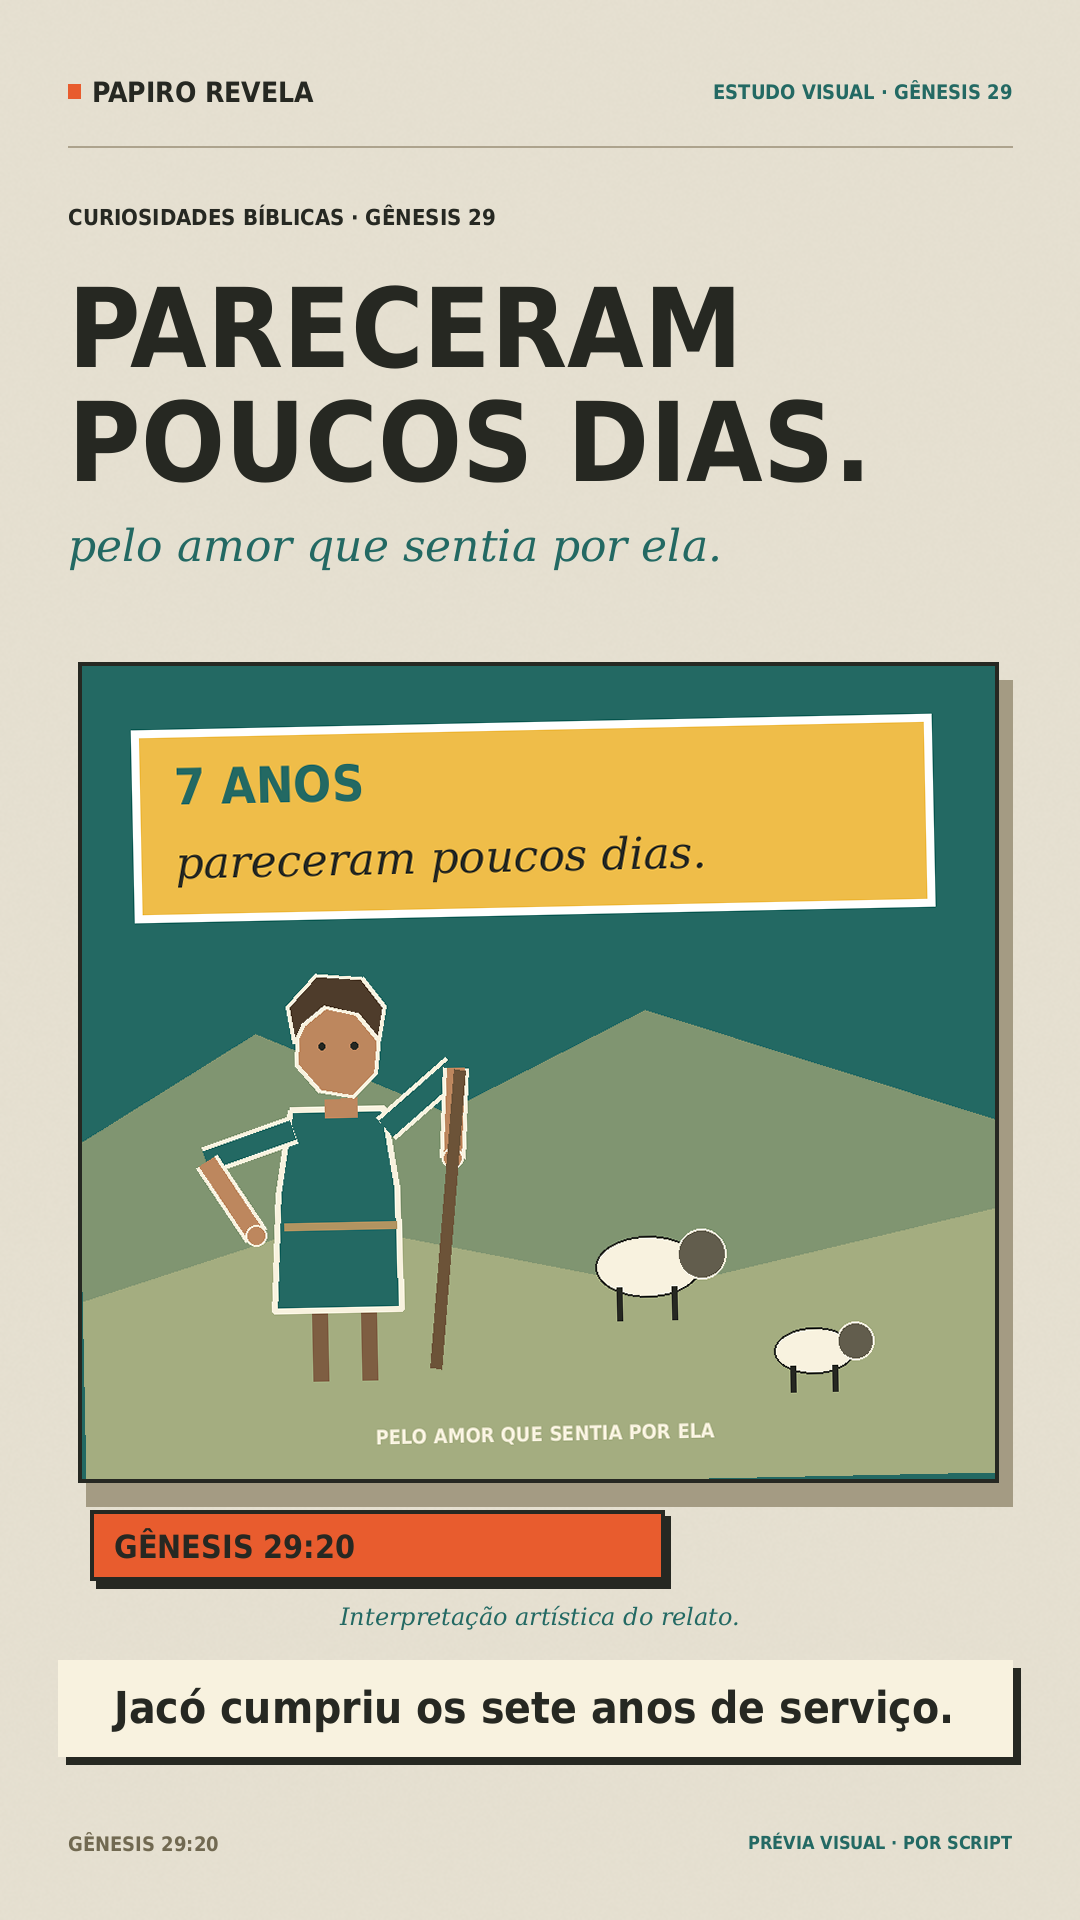 PAPIRO REVELA
ESTUDO VISUAL · GÊNESIS 29
CURIOSIDADES BÍBLICAS · GÊNESIS 29
PARECERAM
POUCOS DIAS.
pelo amor que sentia por ela.
7 ANOS
pareceram poucos dias.
PELO AMOR QUE SENTIA POR ELA
GÊNESIS 29:20
Interpretação artística do relato.
Jacó cumpriu os sete anos de serviço.
GÊNESIS 29:20
PRÉVIA VISUAL · POR SCRIPT